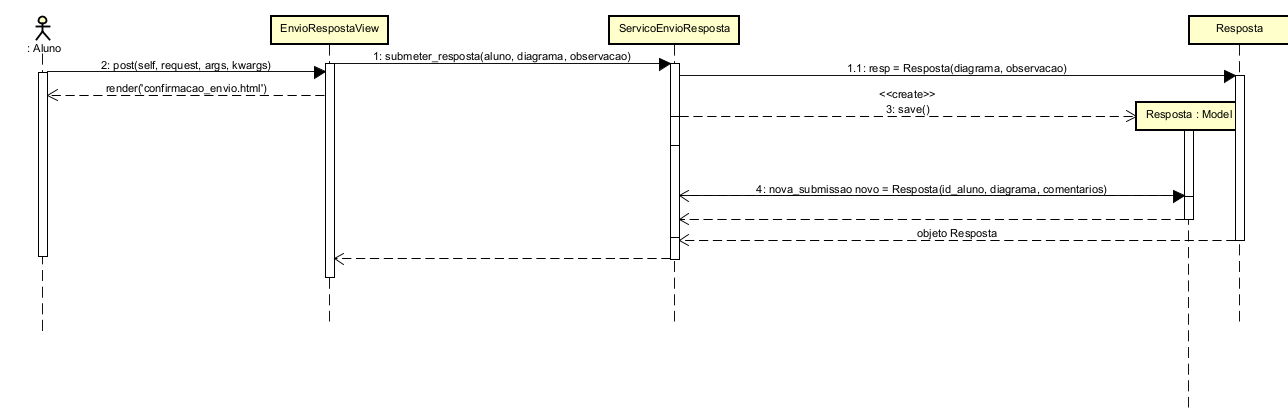 : Aluno
EnvioRespostaView
ServicoEnvioResposta
Resposta
1: submeter_resposta(aluno, diagrama, observacao)
2: post(self, request, args, kwargs)
1.1: resp = Resposta(diagrama, observacao)
render('confirmacao_envio.html')
<<create>>
3: save()
Resposta : Model
4: nova_submissao novo = Resposta(id_aluno, diagrama, comentarios)
objeto Resposta